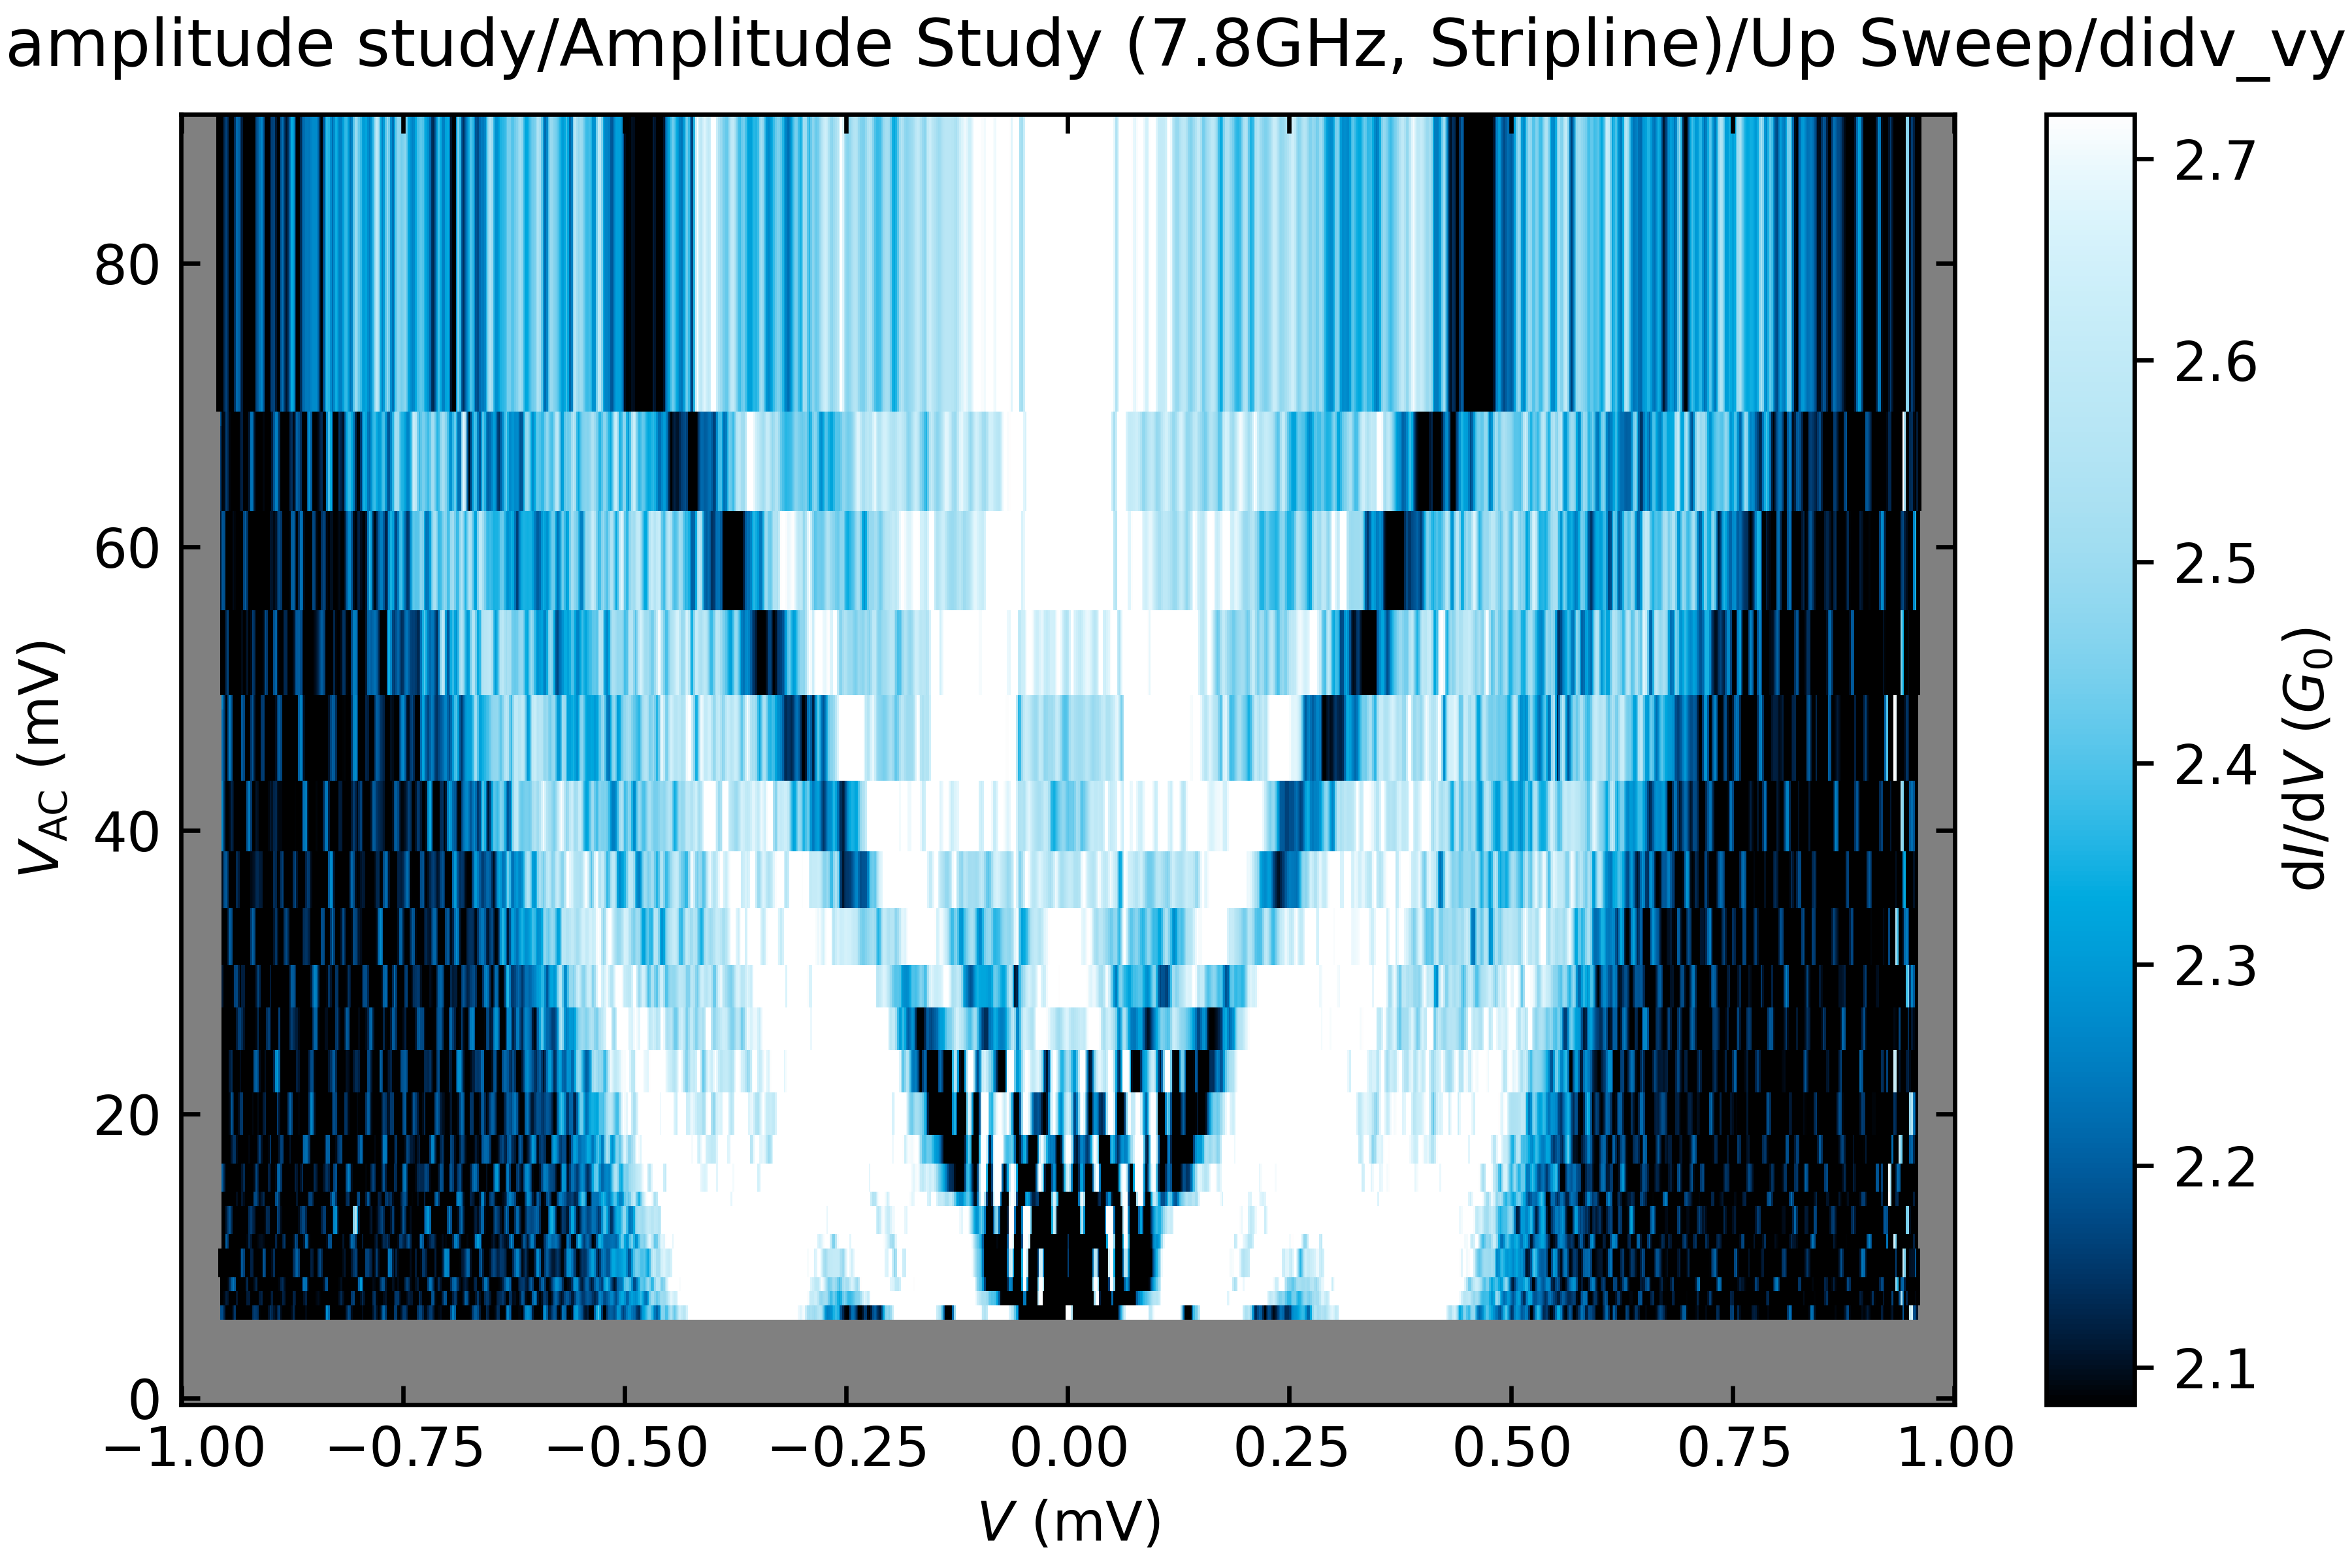 amplitude study/Amplitude Study (7.8GHz, Stripline)/Up Sweep/didv_vy
80
60
40
20
0
V_AC (mV)
−1.00 −0.75 −0.50 −0.25 0.00 0.25 0.50 0.75 1.00
V (mV)
2.7
2.6
2.5
2.4
2.3
2.2
2.1
dI/dV (G₀)